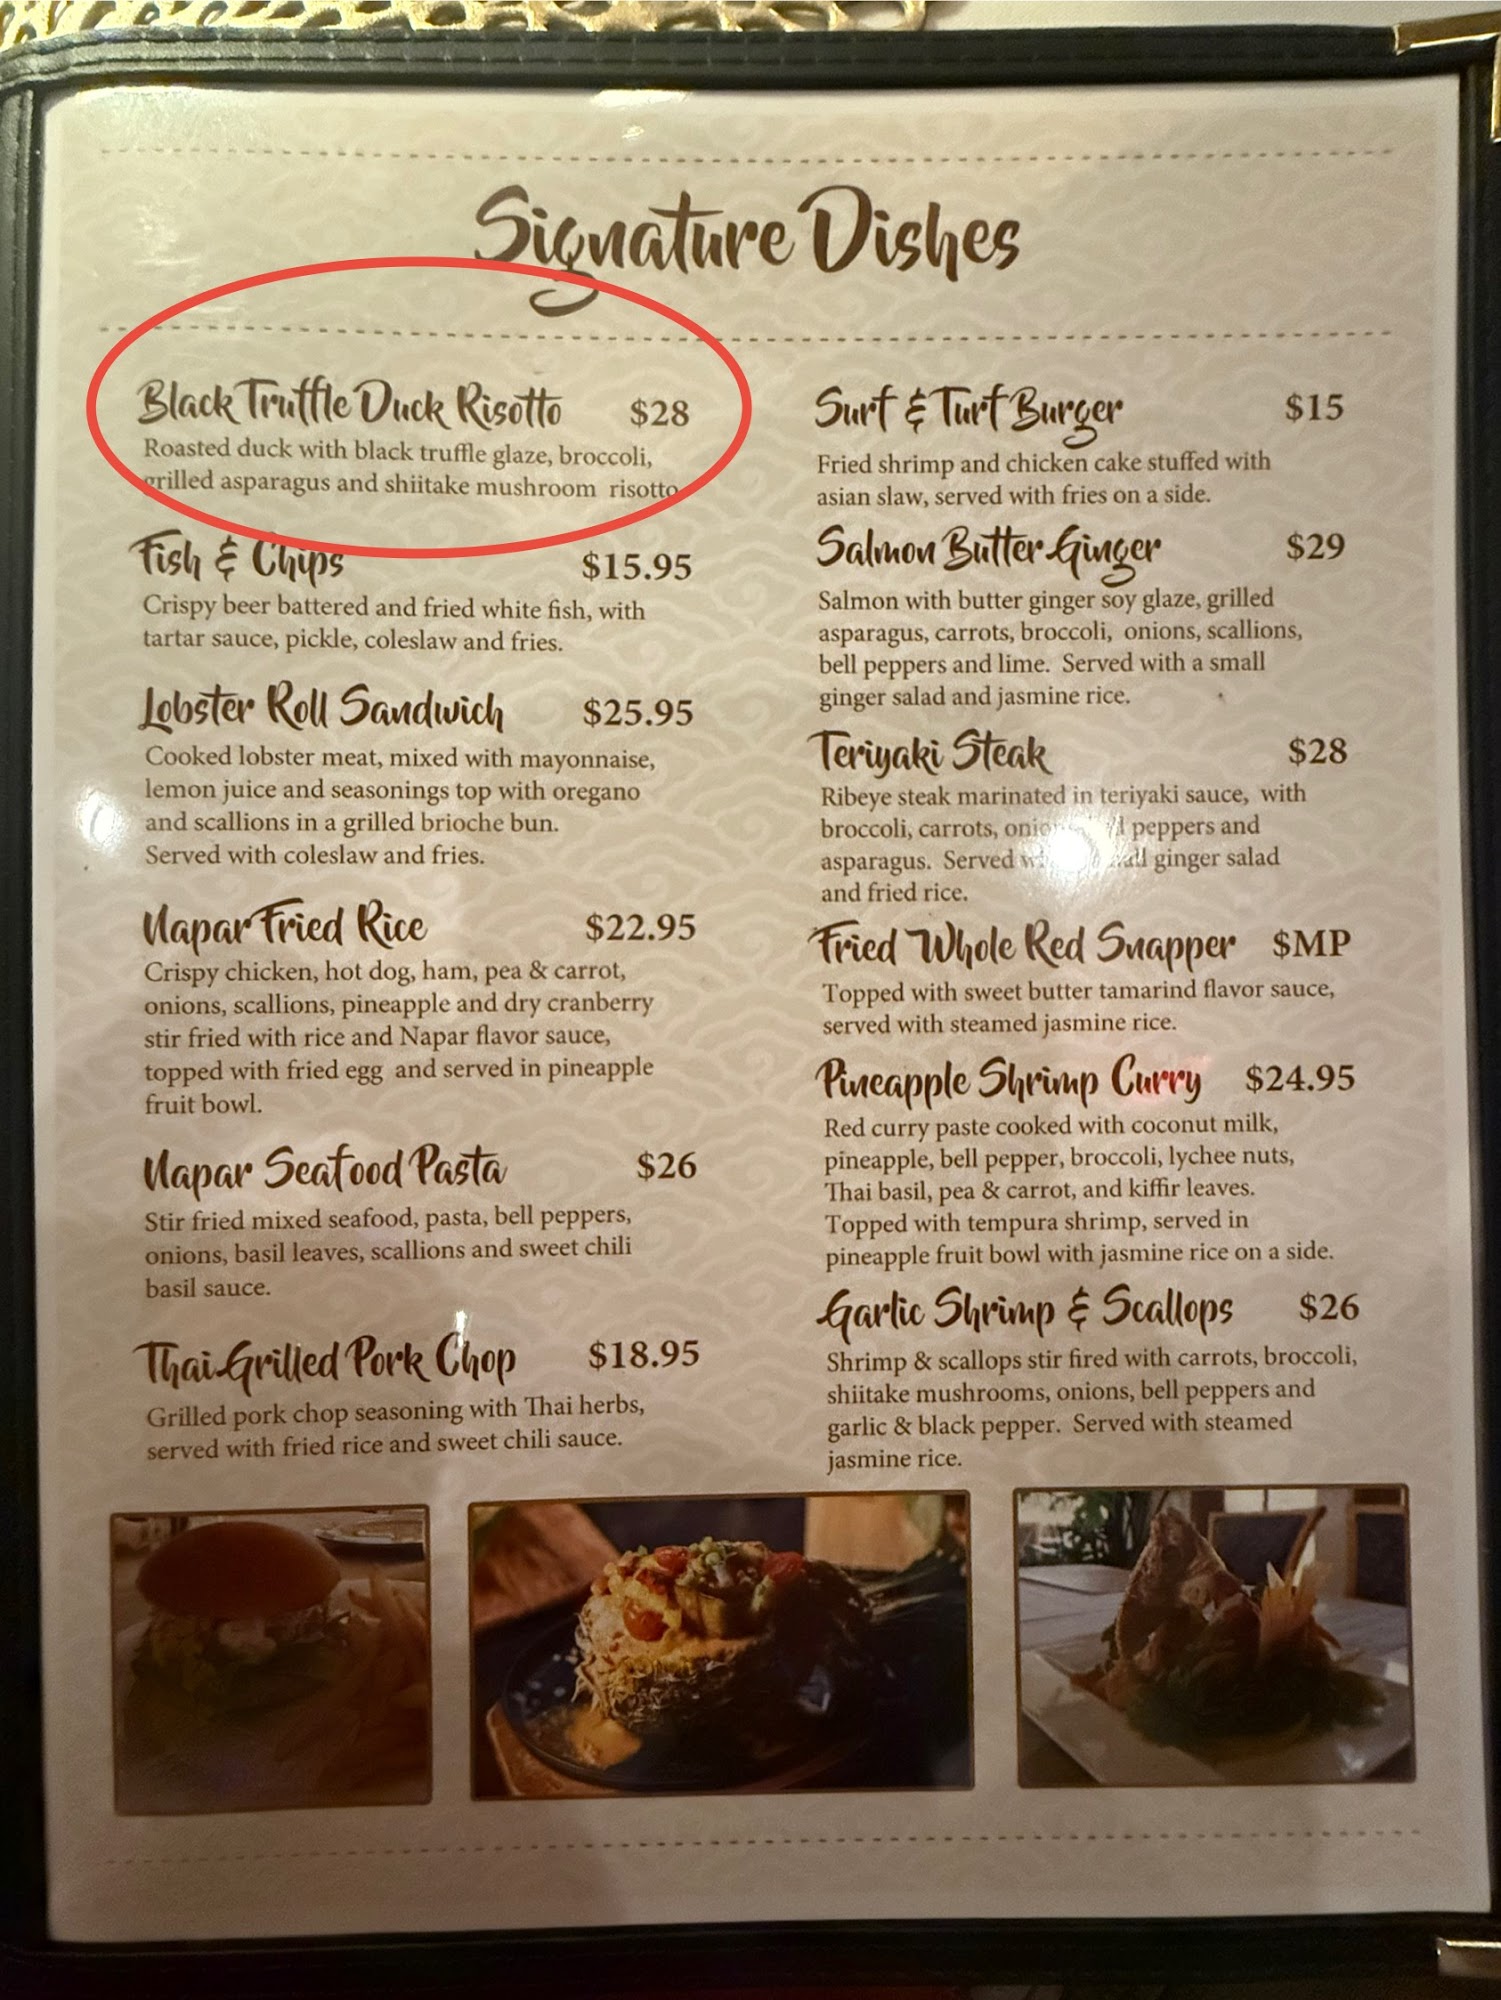 Signature Dishes
Black Truffle Duck Risotto $28
Roasted duck with black truffle glaze, broccoli,
grilled asparagus and shiitake mushroom risotto
Fish & Chips $15.95
Crispy beer battered and fried white fish, with
tartar sauce, pickle, coleslaw and fries.
Lobster Roll Sandwich $25.95
Cooked lobster meat, mixed with mayonnaise,
lemon juice and seasonings top with oregano
and scallions in a grilled brioche bun.
Served with coleslaw and fries.
Napar Fried Rice $22.95
Crispy chicken, hot dog, ham, pea & carrot,
onions, scallions, pineapple and dry cranberry
stir fried with rice and Napar flavor sauce,
topped with fried egg and served in pineapple
fruit bowl.
Napar Seafood Pasta $26
Stir fried mixed seafood, pasta, bell peppers,
onions, basil leaves, scallions and sweet chili
basil sauce.
Thai Grilled Pork Chop $18.95
Grilled pork chop seasoning with Thai herbs,
served with fried rice and sweet chili sauce.
Surf & Turf Burger $15
Fried shrimp and chicken cake stuffed with
asian slaw, served with fries on a side.
Salmon Butter Ginger $29
Salmon with butter ginger soy glaze, grilled
asparagus, carrots, broccoli, onions, scallions,
bell peppers and lime. Served with a small
ginger salad and jasmine rice.
Teriyaki Steak $28
Ribeye steak marinated in teriyaki sauce, with
broccoli, carrots, peppers and
asparagus. Served ginger salad
and fried rice.
Fried Whole Red Snapper $MP
Topped with sweet butter tamarind flavor sauce,
served with steamed jasmine rice.
Pineapple Shrimp Curry $24.95
Red curry paste cooked with coconut milk,
pineapple, bell pepper, broccoli, lychee nuts,
Thai basil, pea & carrot, and kiffir leaves.
Topped with tempura shrimp, served in
pineapple fruit bowl with jasmine rice on a side.
Garlic Shrimp & Scallops $26
Shrimp & scallops stir fired with carrots, broccoli,
shiitake mushrooms, onions, bell peppers and
garlic & black pepper. Served with steamed
jasmine rice.